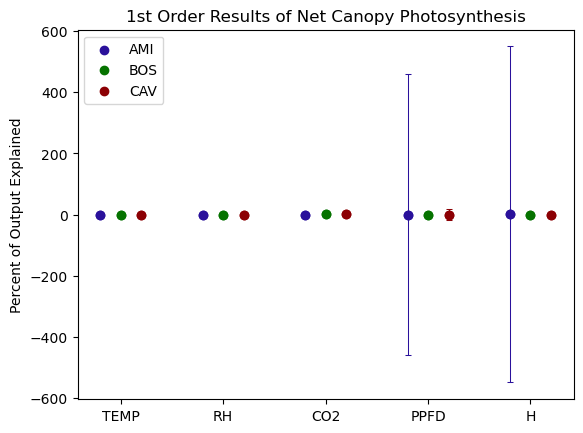 1st Order Results of Net Canopy Photosynthesis
AMI
BOS
CAV
Percent of Output Explained
600
400
200
0
−200
−400
−600
TEMP RH CO2 PPFD H